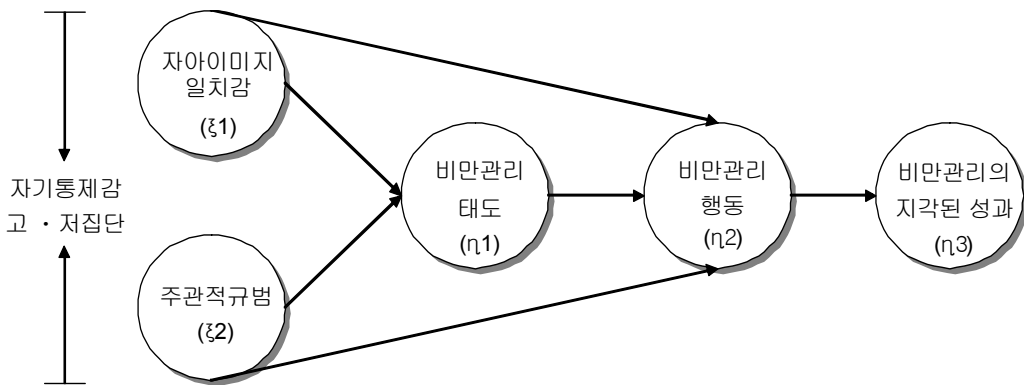 자아이미지
일치감
(ξ1)
자기통제감
고 · 저집단
주관적규범
(ξ2)
비만관리
태도
(η1)
비만관리
행동
(η2)
비만관리의
지각된 성과
(η3)